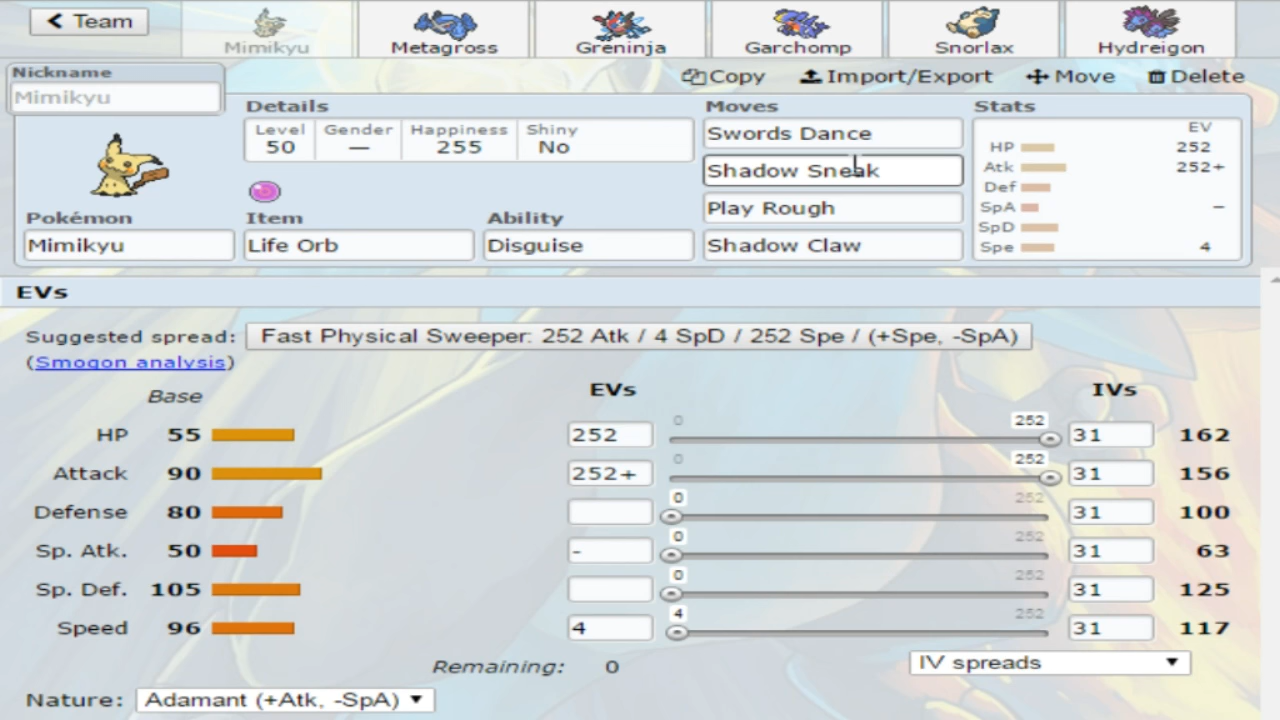 Team
Mimikyu
Metagross
Greninja
Garchomp
Snorlax
Hydreigon
Nickname
Mimikyu
Copy
Import/Export
Move
Delete
Details
Level
50
Gender
—
Happiness
255
Shiny
No
Pokémon
Mimikyu
Item
Life Orb
Ability
Disguise
Moves
Swords Dance
Shadow Sneak
Play Rough
Shadow Claw
Stats
EV
HP 252
Atk 252+
Def
SpA –
SpD
Spe 4
EVs
Suggested spread: Fast Physical Sweeper: 252 Atk / 4 SpD / 252 Spe / (+Spe, -SpA)
(Smogon analysis)
Base EVs IVs
HP 55 252 0 252 31 162
Attack 90 252+ 0 252 31 156
Defense 80 0 252 31 100
Sp. Atk. 50 - 0 252 31 63
Sp. Def. 105 0 252 31 125
Speed 96 4 4 252 31 117
Remaining: 0
IV spreads
Nature: Adamant (+Atk, -SpA)